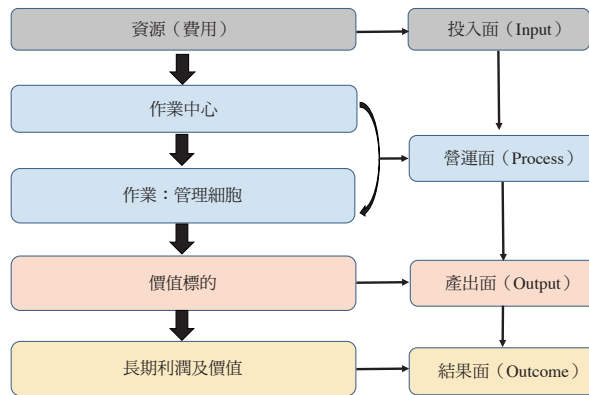 資源（費用）
投入面（Input）
作業中心
營運面（Process）
作業：管理細胞
價值標的
產出面（Output）
長期利潤及價值
結果面（Outcome）